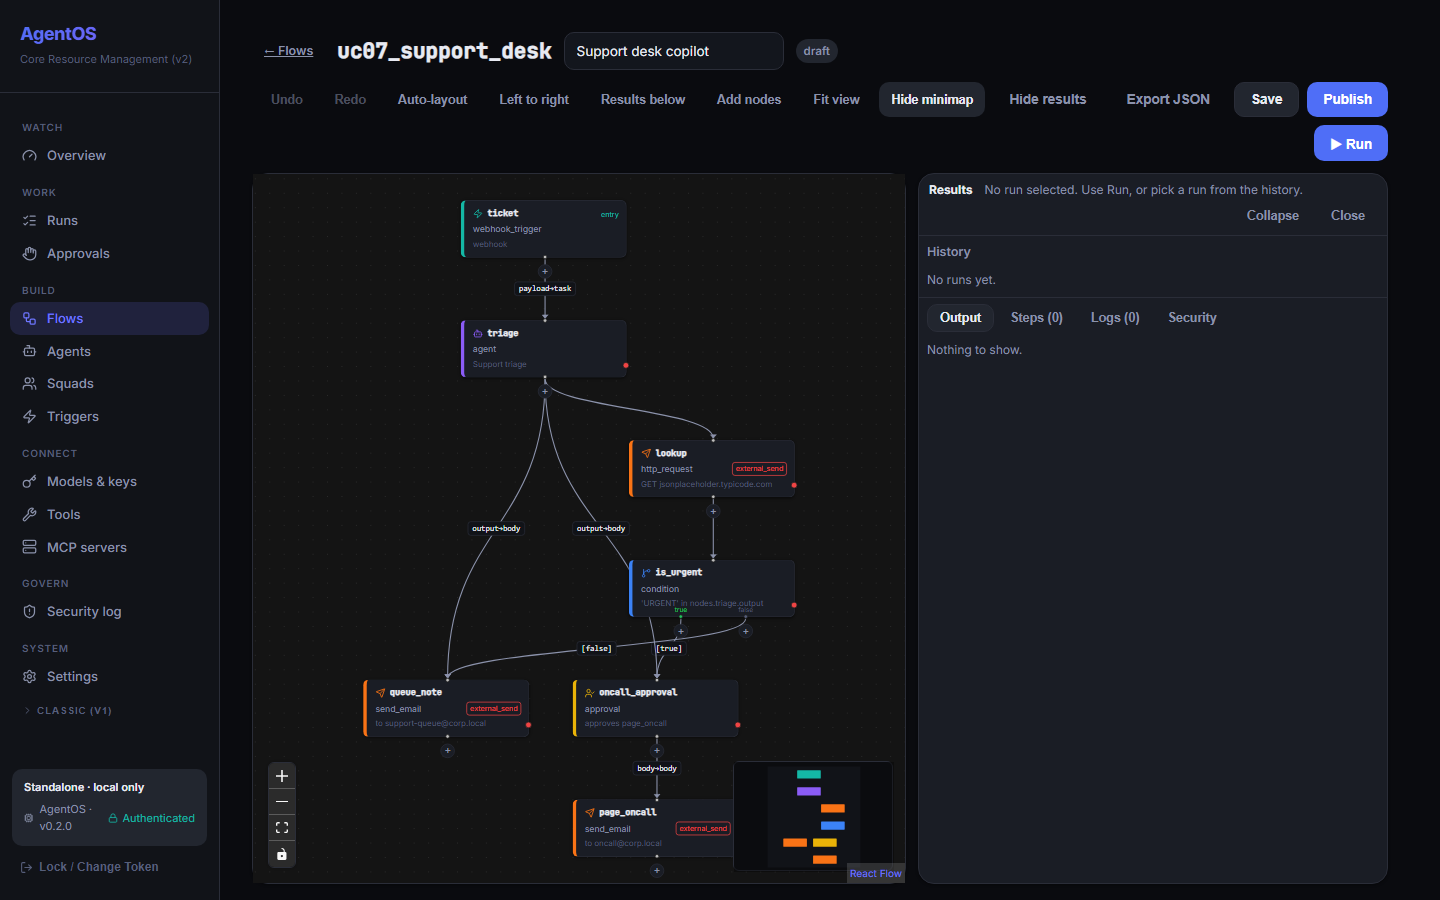 AgentOS
Core Resource Management (v2)
WATCH
Overview
WORK
Runs
Approvals
BUILD
Flows
Agents
Squads
Triggers
CONNECT
Models & keys
Tools
MCP servers
GOVERN
Security log
SYSTEM
Settings
CLASSIC (V1)
Standalone · local only
AgentOS · v0.2.0
Authenticated
Lock / Change Token
← Flows
uc07_support_desk
Support desk copilot
draft
Undo
Redo
Auto-layout
Left to right
Results below
Add nodes
Fit view
Hide minimap
Hide results
Export JSON
Save
Publish
▶ Run
ticket
entry
webhook_trigger
webhook
payload→task
triage
agent
Support triage
lookup
http_request
external_send
GET jsonplaceholder.typicode.com
output→body
output→body
is_urgent
condition
'URGENT' in nodes.triage.output
true
false
[false]
[true]
queue_note
send_email
external_send
to support-queue@corp.local
oncall_approval
approval
approves page_oncall
body→body
page_oncall
send_email
external_send
to oncall@corp.local
React Flow
Results
No run selected. Use Run, or pick a run from the history.
Collapse
Close
History
No runs yet.
Output
Steps (0)
Logs (0)
Security
Nothing to show.